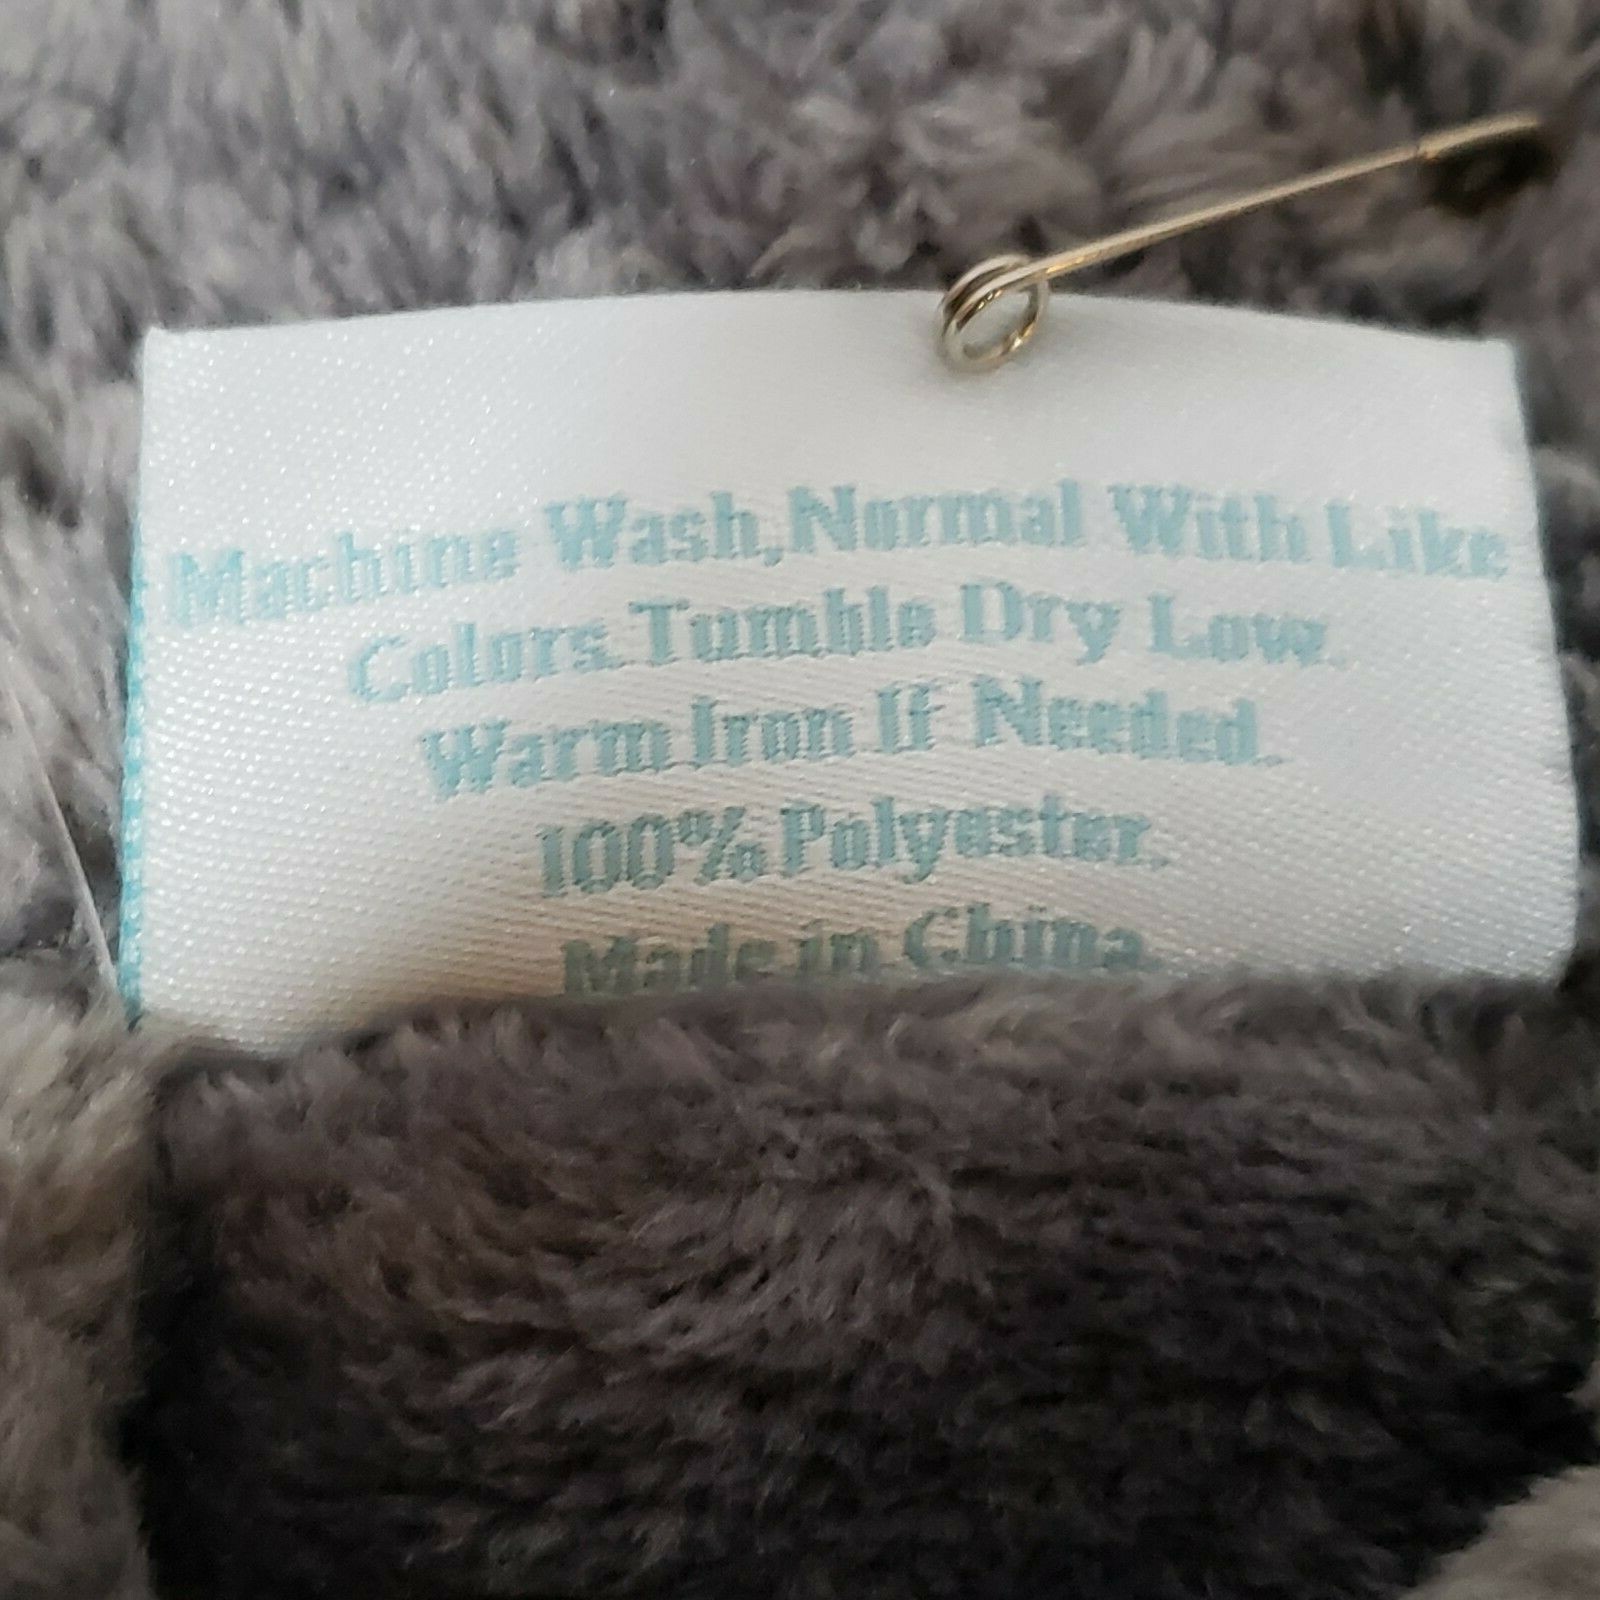 Machine Wash,Normal With Like
Colors.Tumble Dry Low.
Warm Iron If Needed.
100% Polyester.
Made in China.